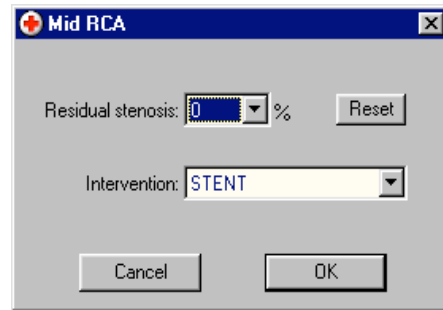 Mid RCA
Residual stenosis: 0 % Reset
Intervention: STENT
Cancel OK